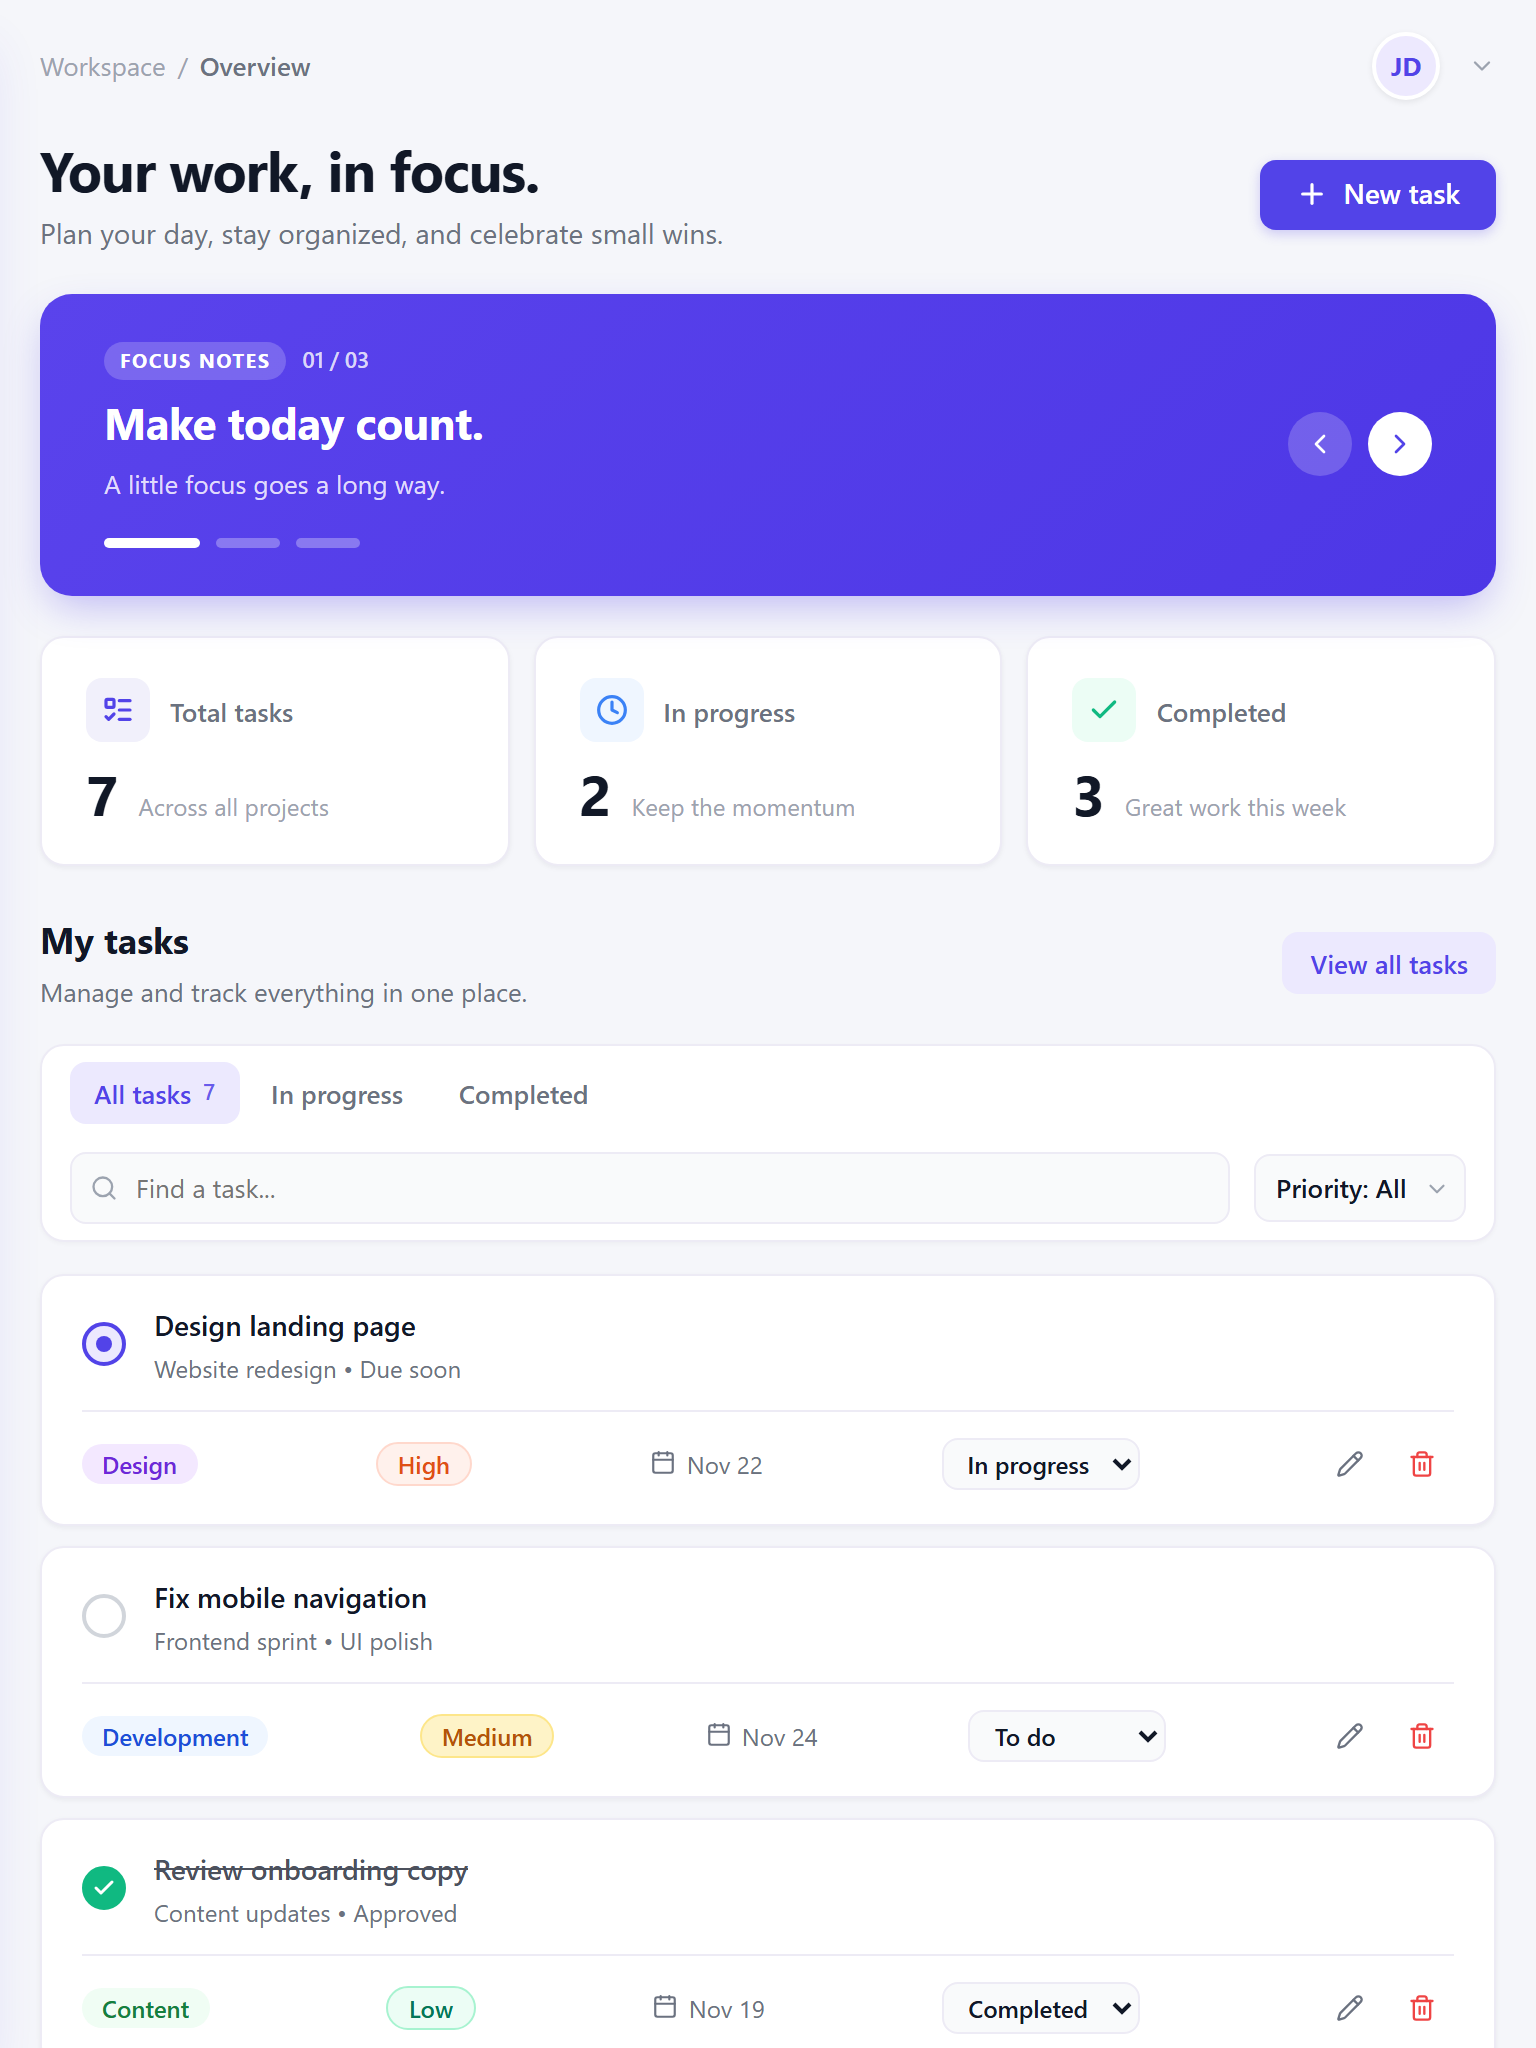 Workspace / Overview
JD
Your work, in focus.
Plan your day, stay organized, and celebrate small wins.
New task
FOCUS NOTES 01 / 03
Make today count.
A little focus goes a long way.
Total tasks
7 Across all projects
In progress
2 Keep the momentum
Completed
3 Great work this week
My tasks
Manage and track everything in one place.
View all tasks
All tasks 7 In progress Completed
Find a task...
Priority: All
Design landing page
Website redesign • Due soon
Design High Nov 22 In progress
Fix mobile navigation
Frontend sprint • UI polish
Development Medium Nov 24 To do
Review onboarding copy
Content updates • Approved
Content Low Nov 19 Completed